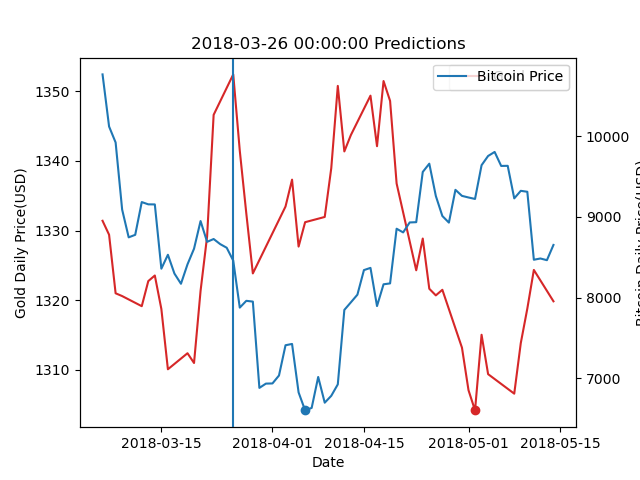 2018-03-26 00:00:00 Predictions
Bitcoin Price
1350
1340
1330
1320
1310
Gold Daily Price(USD)
10000
9000
8000
7000
Daily Price(USD)
2018-03-15
2018-04-01
2018-04-15
2018-05-01
2018-05-15
Date